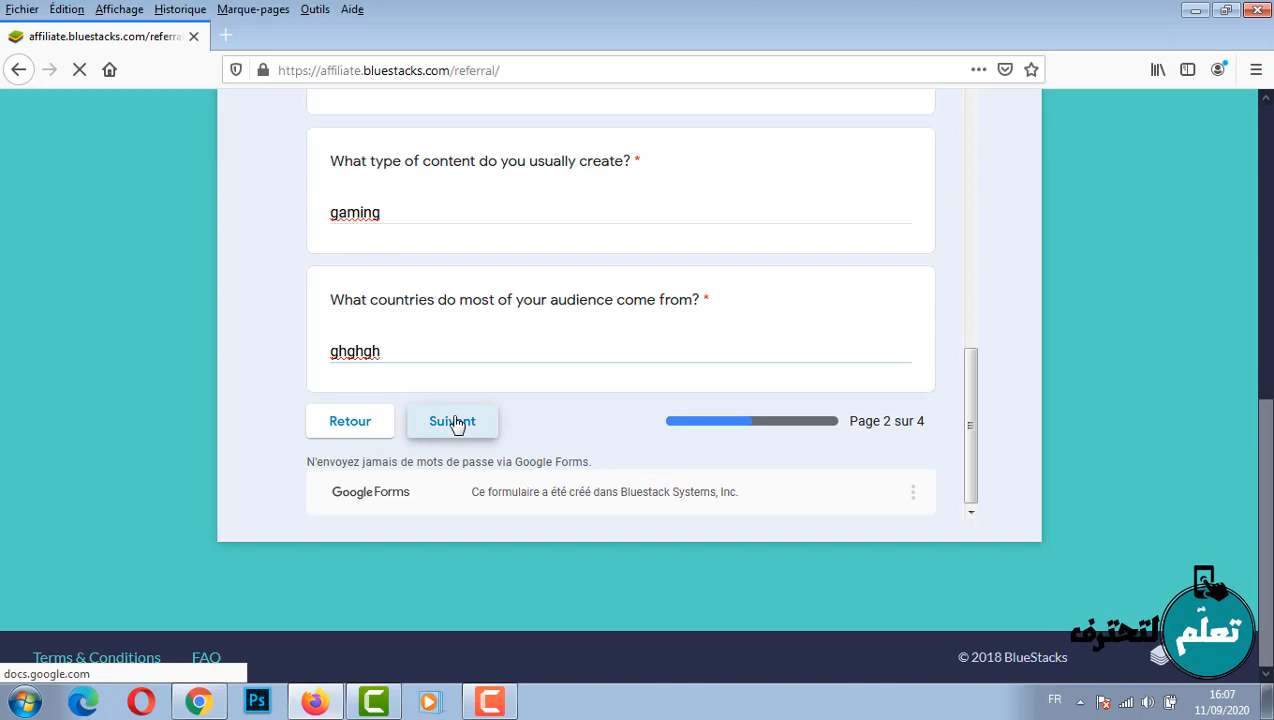 Fichier Édition Affichage Historique Marque-pages Outils Aide
affiliate.bluestacks.com/referra
https://affiliate.bluestacks.com/referral/
What type of content do you usually create? *
gaming
What countries do most of your audience come from? *
ghghgh
Retour Suivant Page 2 sur 4
N'envoyez jamais de mots de passe via Google Forms.
Google Forms Ce formulaire a été créé dans Bluestack Systems, Inc.
تعلّم لتحترف
Terms & Conditions FAQ © 2018 BlueStacks
docs.google.com
Ps FR 16:07
11/09/2020